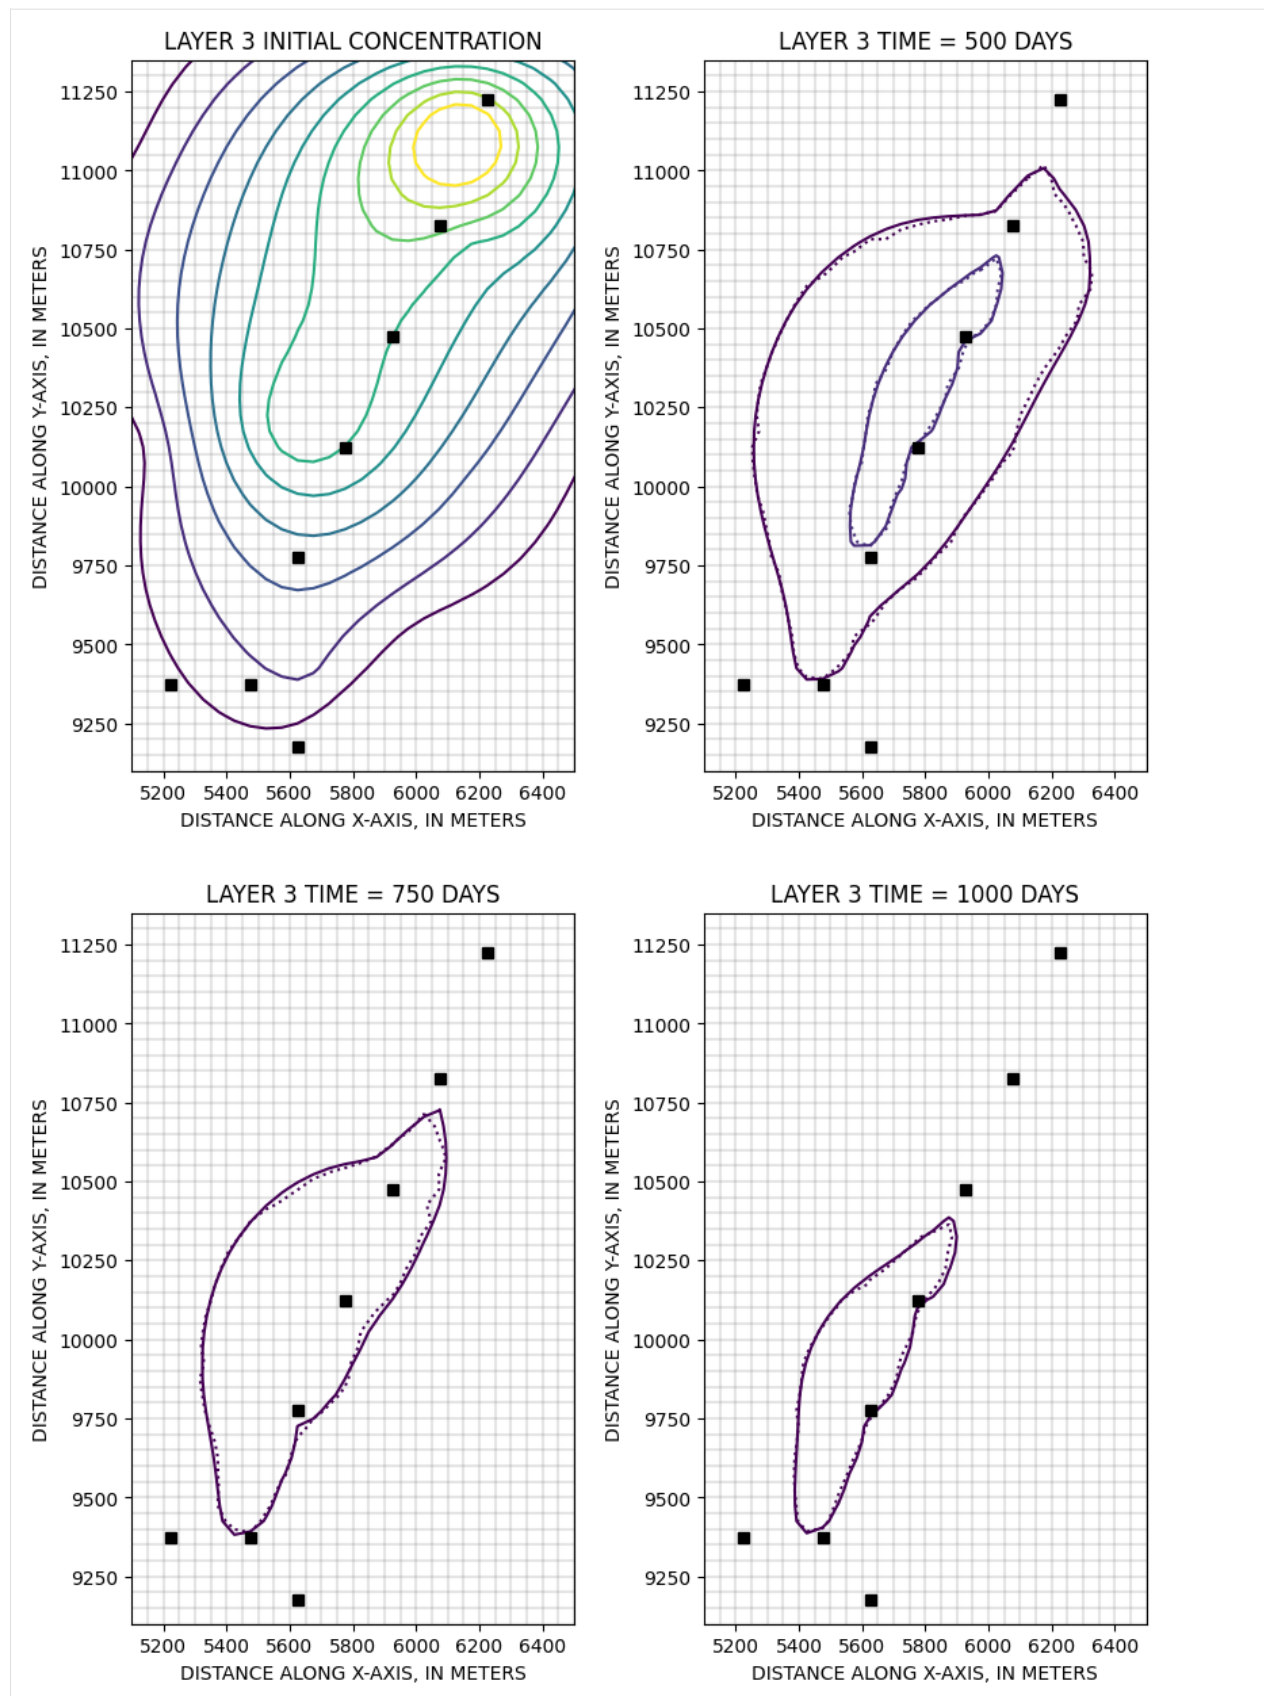 LAYER 3 INITIAL CONCENTRATION
11250
11000
10750
10500
10250
10000
9750
9500
9250
DISTANCE ALONG Y-AXIS, IN METERS
5200 5400 5600 5800 6000 6200 6400
DISTANCE ALONG X-AXIS, IN METERS
LAYER 3 TIME = 500 DAYS
11250
11000
10750
10500
10250
10000
9750
9500
9250
DISTANCE ALONG Y-AXIS, IN METERS
5200 5400 5600 5800 6000 6200 6400
DISTANCE ALONG X-AXIS, IN METERS
LAYER 3 TIME = 750 DAYS
11250
11000
10750
10500
10250
10000
9750
9500
9250
DISTANCE ALONG Y-AXIS, IN METERS
5200 5400 5600 5800 6000 6200 6400
DISTANCE ALONG X-AXIS, IN METERS
LAYER 3 TIME = 1000 DAYS
11250
11000
10750
10500
10250
10000
9750
9500
9250
DISTANCE ALONG Y-AXIS, IN METERS
5200 5400 5600 5800 6000 6200 6400
DISTANCE ALONG X-AXIS, IN METERS